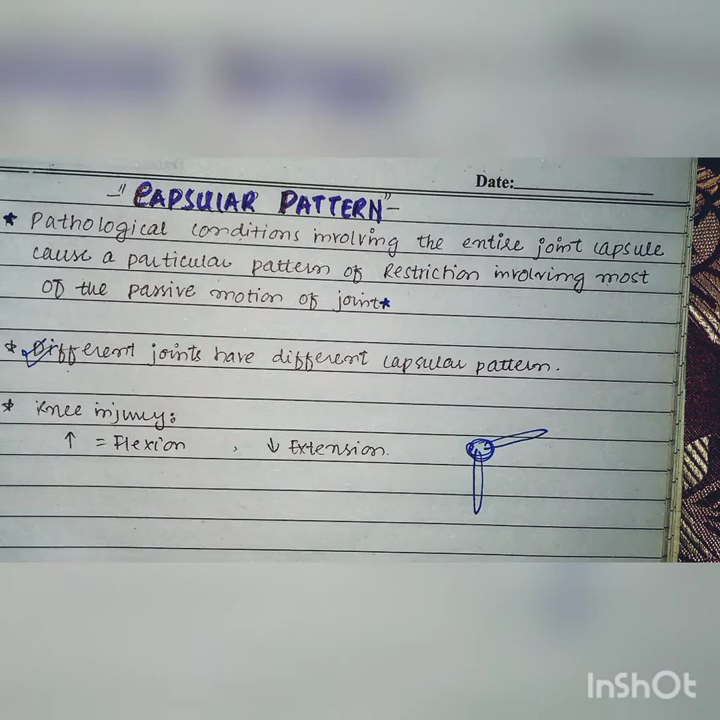 Date:
-"CAPSULAR PATTERN"-
* Pathological conditions involving the entire joint capsule
cause a particular pattern of Restriction involving most
of the passive motion of joint*
* Different joints have different capsular pattern.
* Knee injury:
↑ = Flexion , ↓ Extension.
InShOt